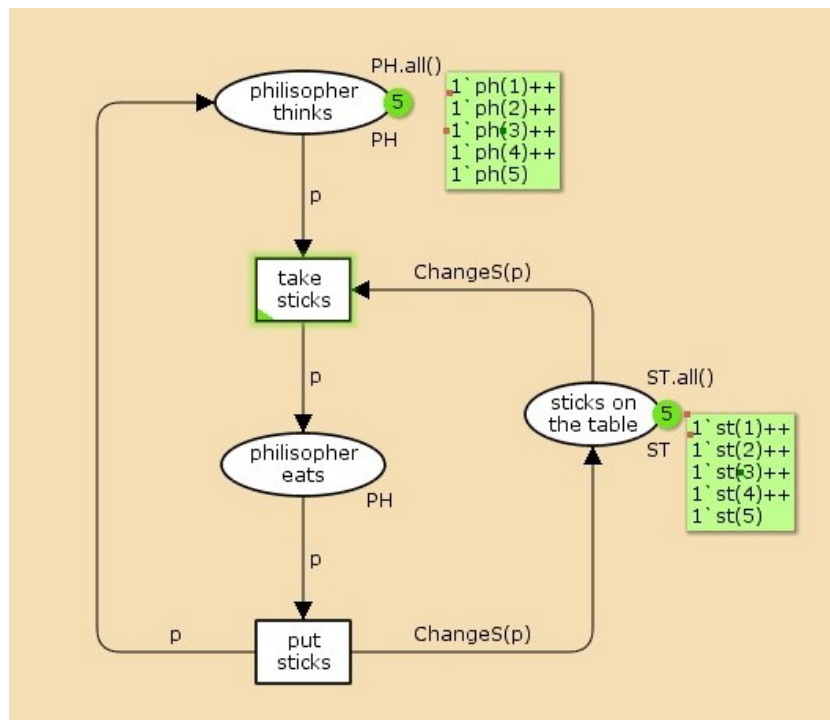 PH.all()
philisopher
thinks
5
PH
1`ph(1)++
1`ph(2)++
1`ph(3)++
1`ph(4)++
1`ph(5)
p
take
sticks
ChangeS(p)
p
ST.all()
sticks on
the table
5
ST
1`st(1)++
1`st(2)++
1`st(3)++
1`st(4)++
1`st(5)
philisopher
eats
PH
p
p
put
sticks
ChangeS(p)